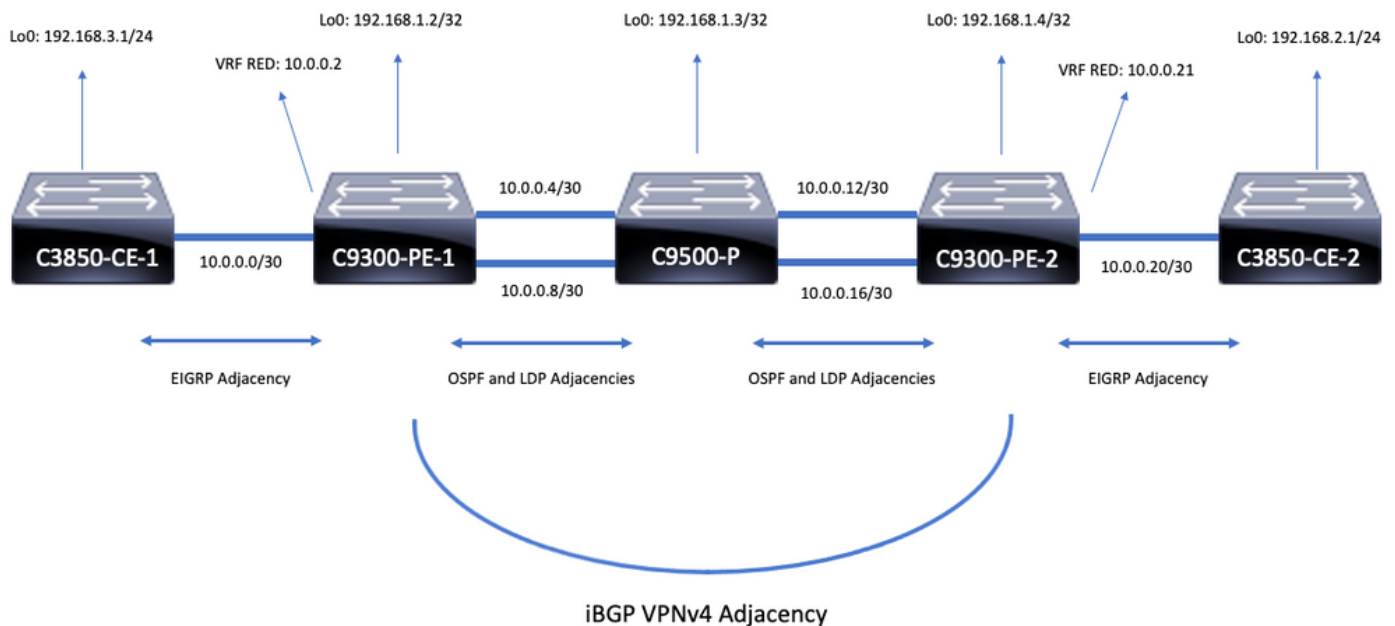 Lo0: 192.168.3.1/24
Lo0: 192.168.1.2/32
Lo0: 192.168.1.3/32
Lo0: 192.168.1.4/32
Lo0: 192.168.2.1/24
VRF RED: 10.0.0.2
VRF RED: 10.0.0.21
10.0.0.4/30
10.0.0.12/30
C3850-CE-1
10.0.0.0/30
C9300-PE-1
C9500-P
C9300-PE-2
10.0.0.20/30
C3850-CE-2
10.0.0.8/30
10.0.0.16/30
EIGRP Adjacency
OSPF and LDP Adjacencies
OSPF and LDP Adjacencies
EIGRP Adjacency
iBGP VPNv4 Adjacency